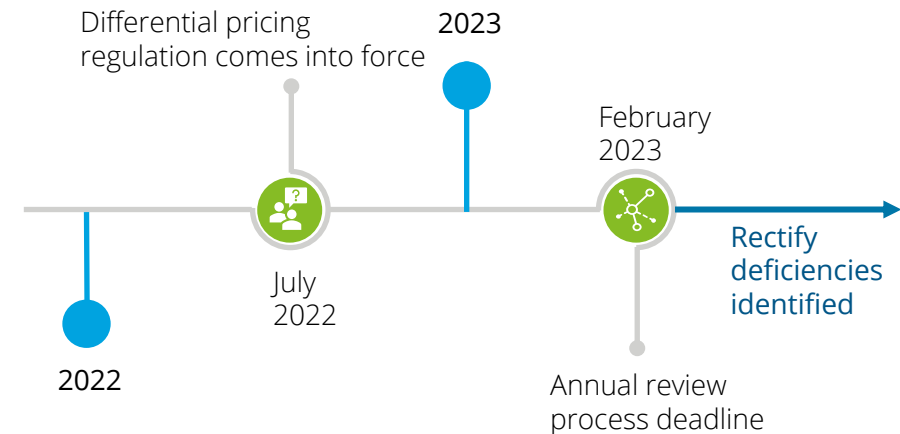 Differential pricing
regulation comes into force
2023
February
2023
?
July
2022
Rectify
deficiencies
identified
2022
Annual review
process deadline